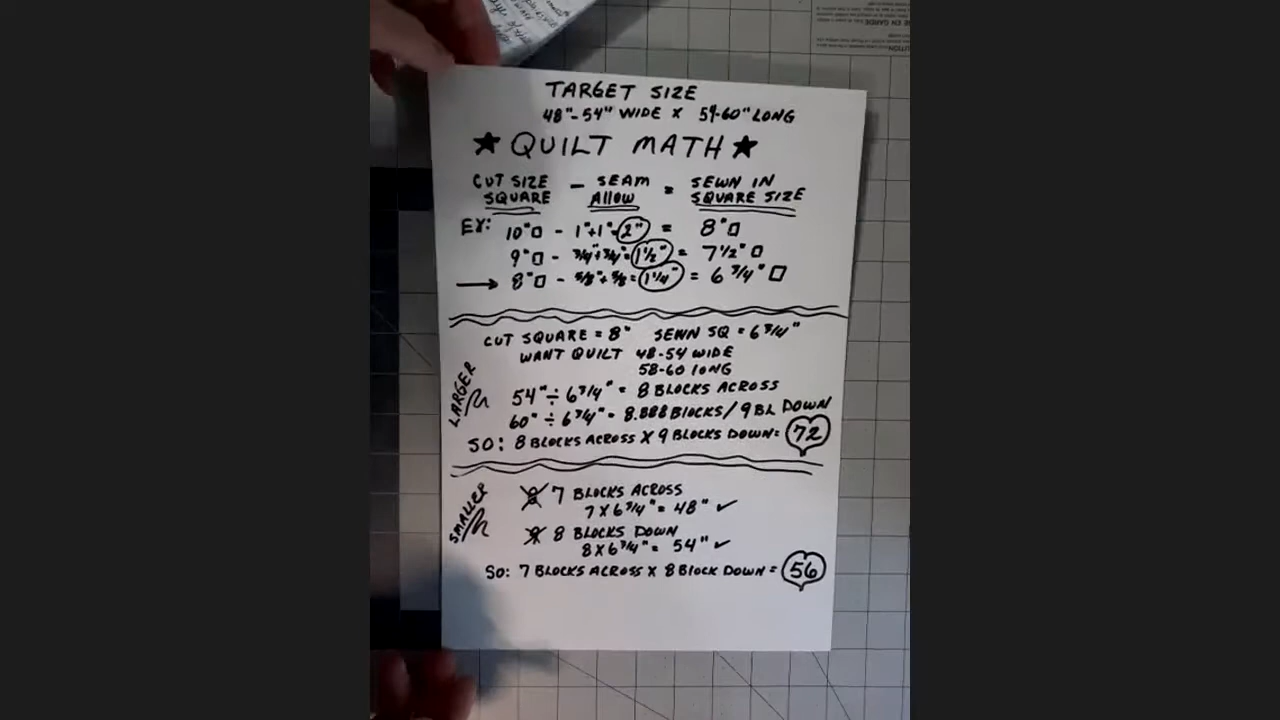 TARGET SIZE
48"-54" WIDE X 59-60" LONG
★ QUILT MATH ★
CUT SIZE SQUARE - SEAM ALLOW = SEWN IN SQUARE SIZE
EX: 10"□ - 1"+1"=2" = 8"□
9"□ - 3/4"+3/4"=1 1/2" = 7 1/2"□
→ 8"□ - 5/8"+5/8=1 1/4" = 6 3/4"□
CUT SQUARE = 8" SEWN SQ = 6 3/4"
WANT QUILT 48-54 WIDE
58-60 LONG
LARGER
54" ÷ 6 3/4" = 8 BLOCKS ACROSS
60" ÷ 6 3/4" = 8.888 BLOCKS / 9 BL DOWN
SO: 8 BLOCKS ACROSS X 9 BLOCKS DOWN = 72
SMALLER
8 7 BLOCKS ACROSS
7 X 6 3/4" = 48" ✓
9 8 BLOCKS DOWN
8 X 6 3/4" = 54" ✓
SO: 7 BLOCKS ACROSS X 8 BLOCK DOWN = 56
EN GARDE